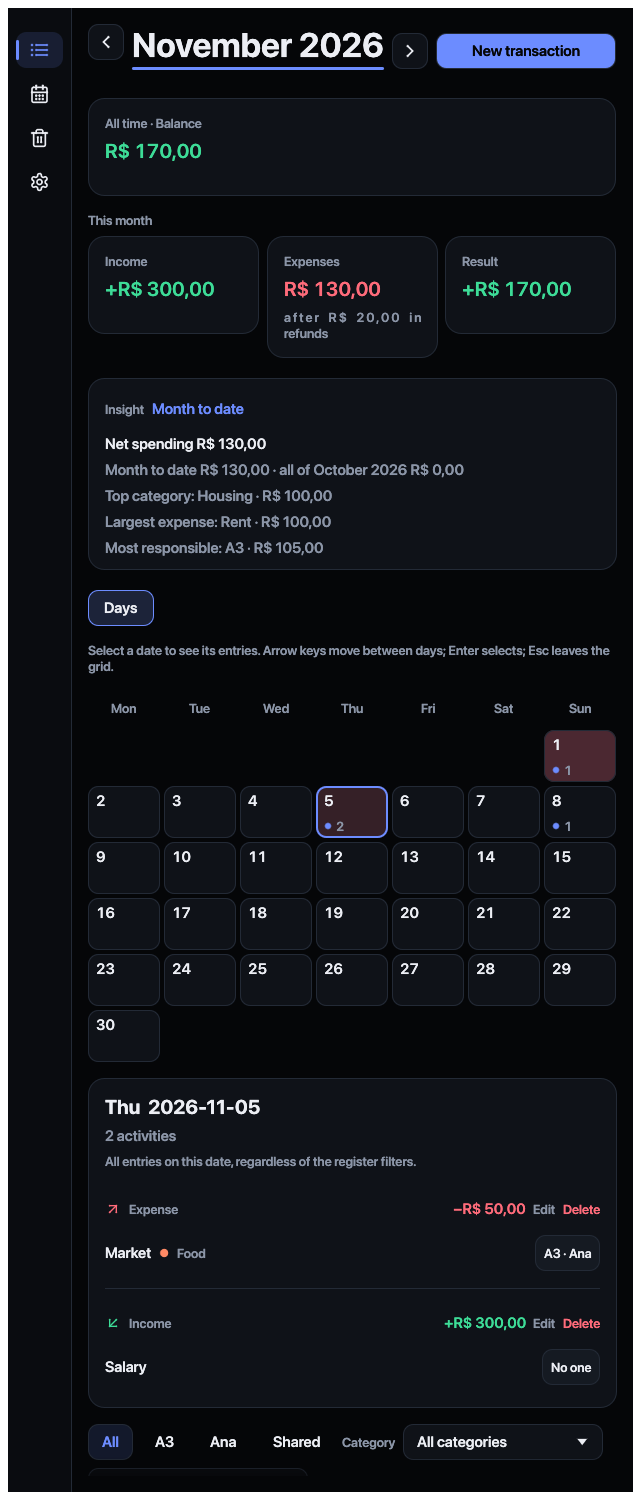 November 2026
New transaction
All time · Balance
R$ 170,00
This month
Income
+R$ 300,00
Expenses
R$ 130,00
after R$ 20,00 in
refunds
Result
+R$ 170,00
Insight Month to date
Net spending R$ 130,00
Month to date R$ 130,00 · all of October 2026 R$ 0,00
Top category: Housing · R$ 100,00
Largest expense: Rent · R$ 100,00
Most responsible: A3 · R$ 105,00
Days
Select a date to see its entries. Arrow keys move between days; Enter selects; Esc leaves the
grid.
Mon Tue Wed Thu Fri Sat Sun
1
1
2 3 4 5 6 7 8
2 1
9 10 11 12 13 14 15
16 17 18 19 20 21 22
23 24 25 26 27 28 29
30
Thu 2026-11-05
2 activities
All entries on this date, regardless of the register filters.
Expense −R$ 50,00 Edit Delete
Market Food A3 · Ana
Income +R$ 300,00 Edit Delete
Salary No one
All A3 Ana Shared Category All categories